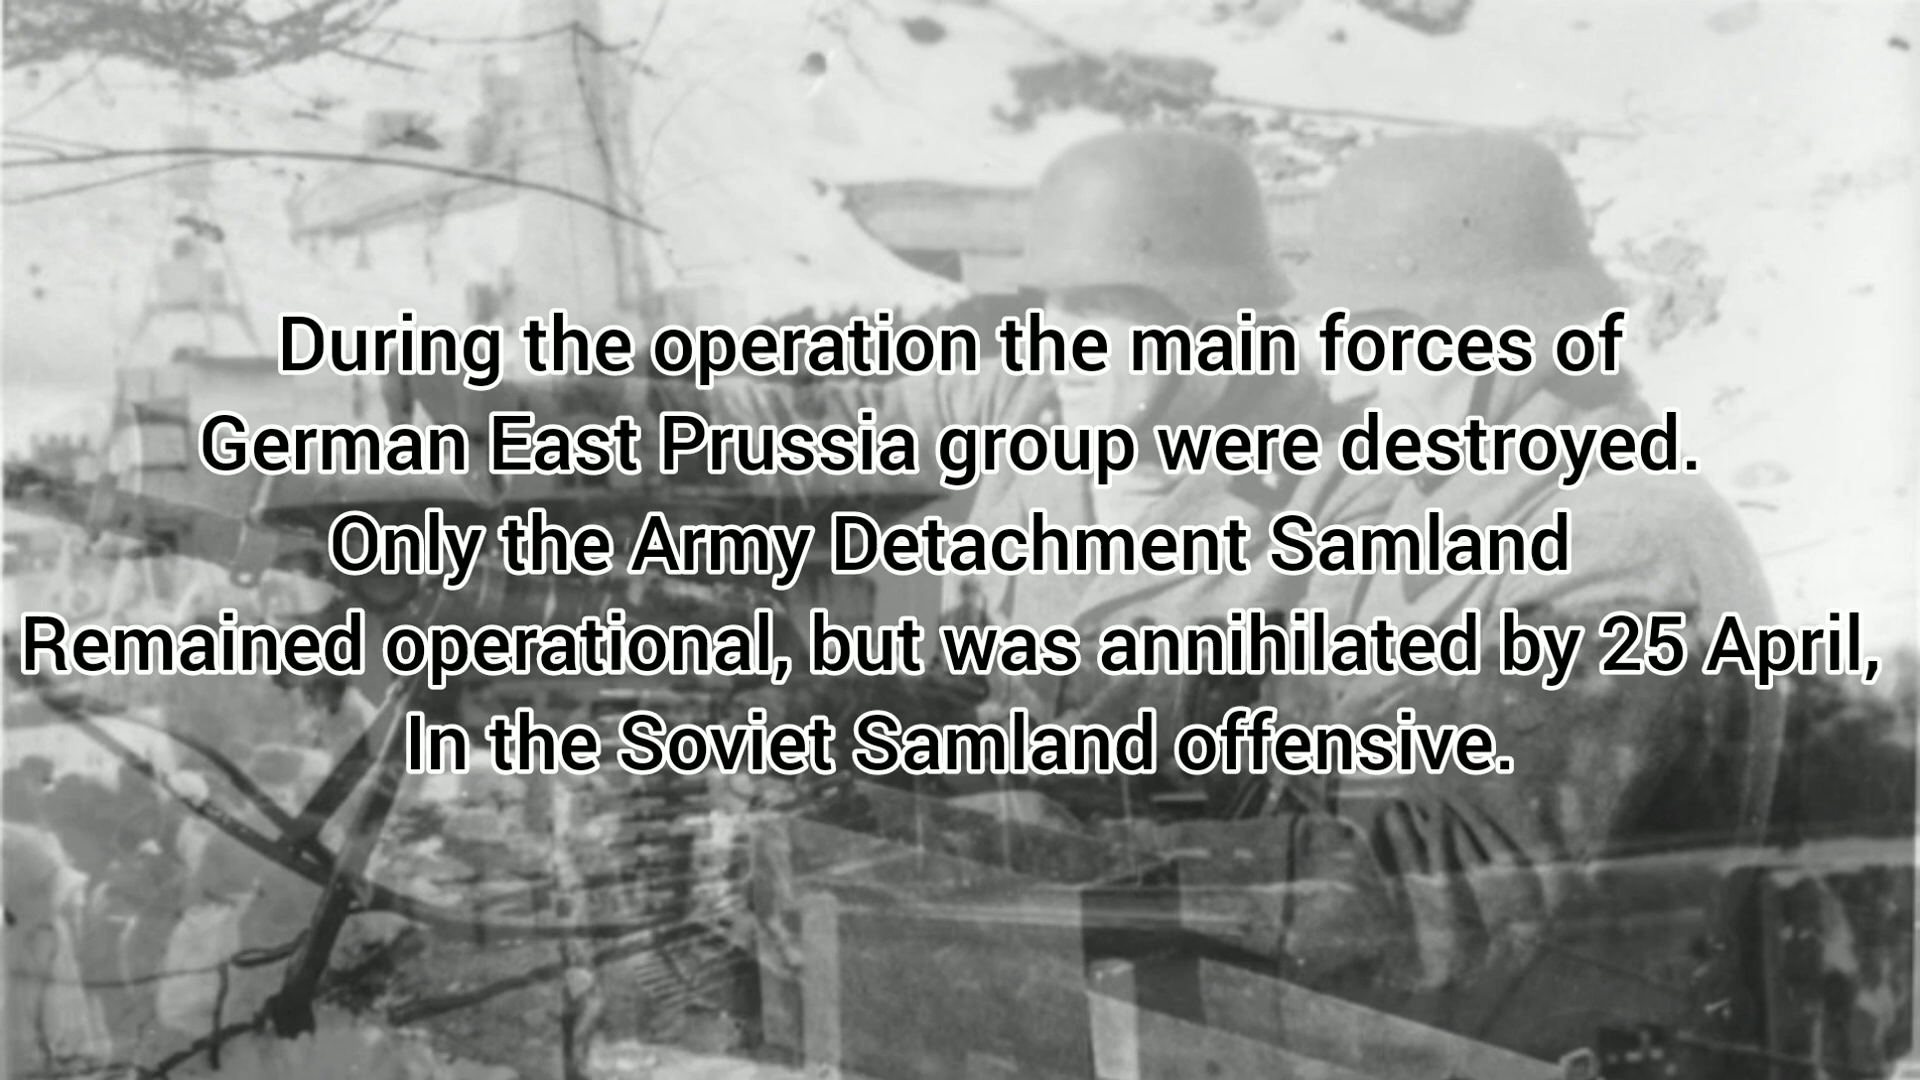 During the operation the main forces of
German East Prussia group were destroyed.
Only the Army Detachment Samland
Remained operational, but was annihilated by 25 April,
In the Soviet Samland offensive.